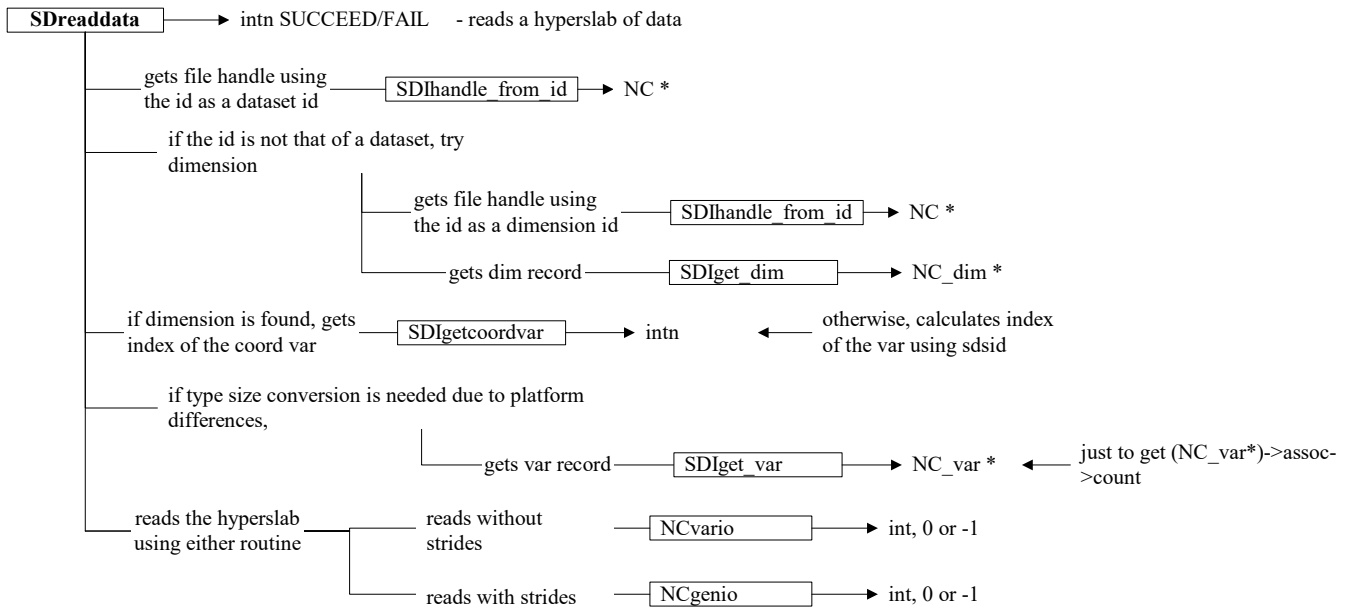 SDreaddata intn SUCCEED/FAIL - reads a hyperslab of data
gets file handle using
the id as a dataset id
SDIhandle_from_id NC *
if the id is not that of a dataset, try
dimension
gets file handle using
the id as a dimension id
SDIhandle_from_id NC *
gets dim record SDIget_dim NC_dim *
if dimension is found, gets
index of the coord var
SDIgetcoordvar intn
otherwise, calculates index
of the var using sdsid
if type size conversion is needed due to platform
differences,
gets var record SDIget_var NC_var *
just to get (NC_var*)->assoc-
>count
reads the hyperslab
using either routine
reads without
strides
NCvario int, 0 or -1
reads with strides NCgenio int, 0 or -1